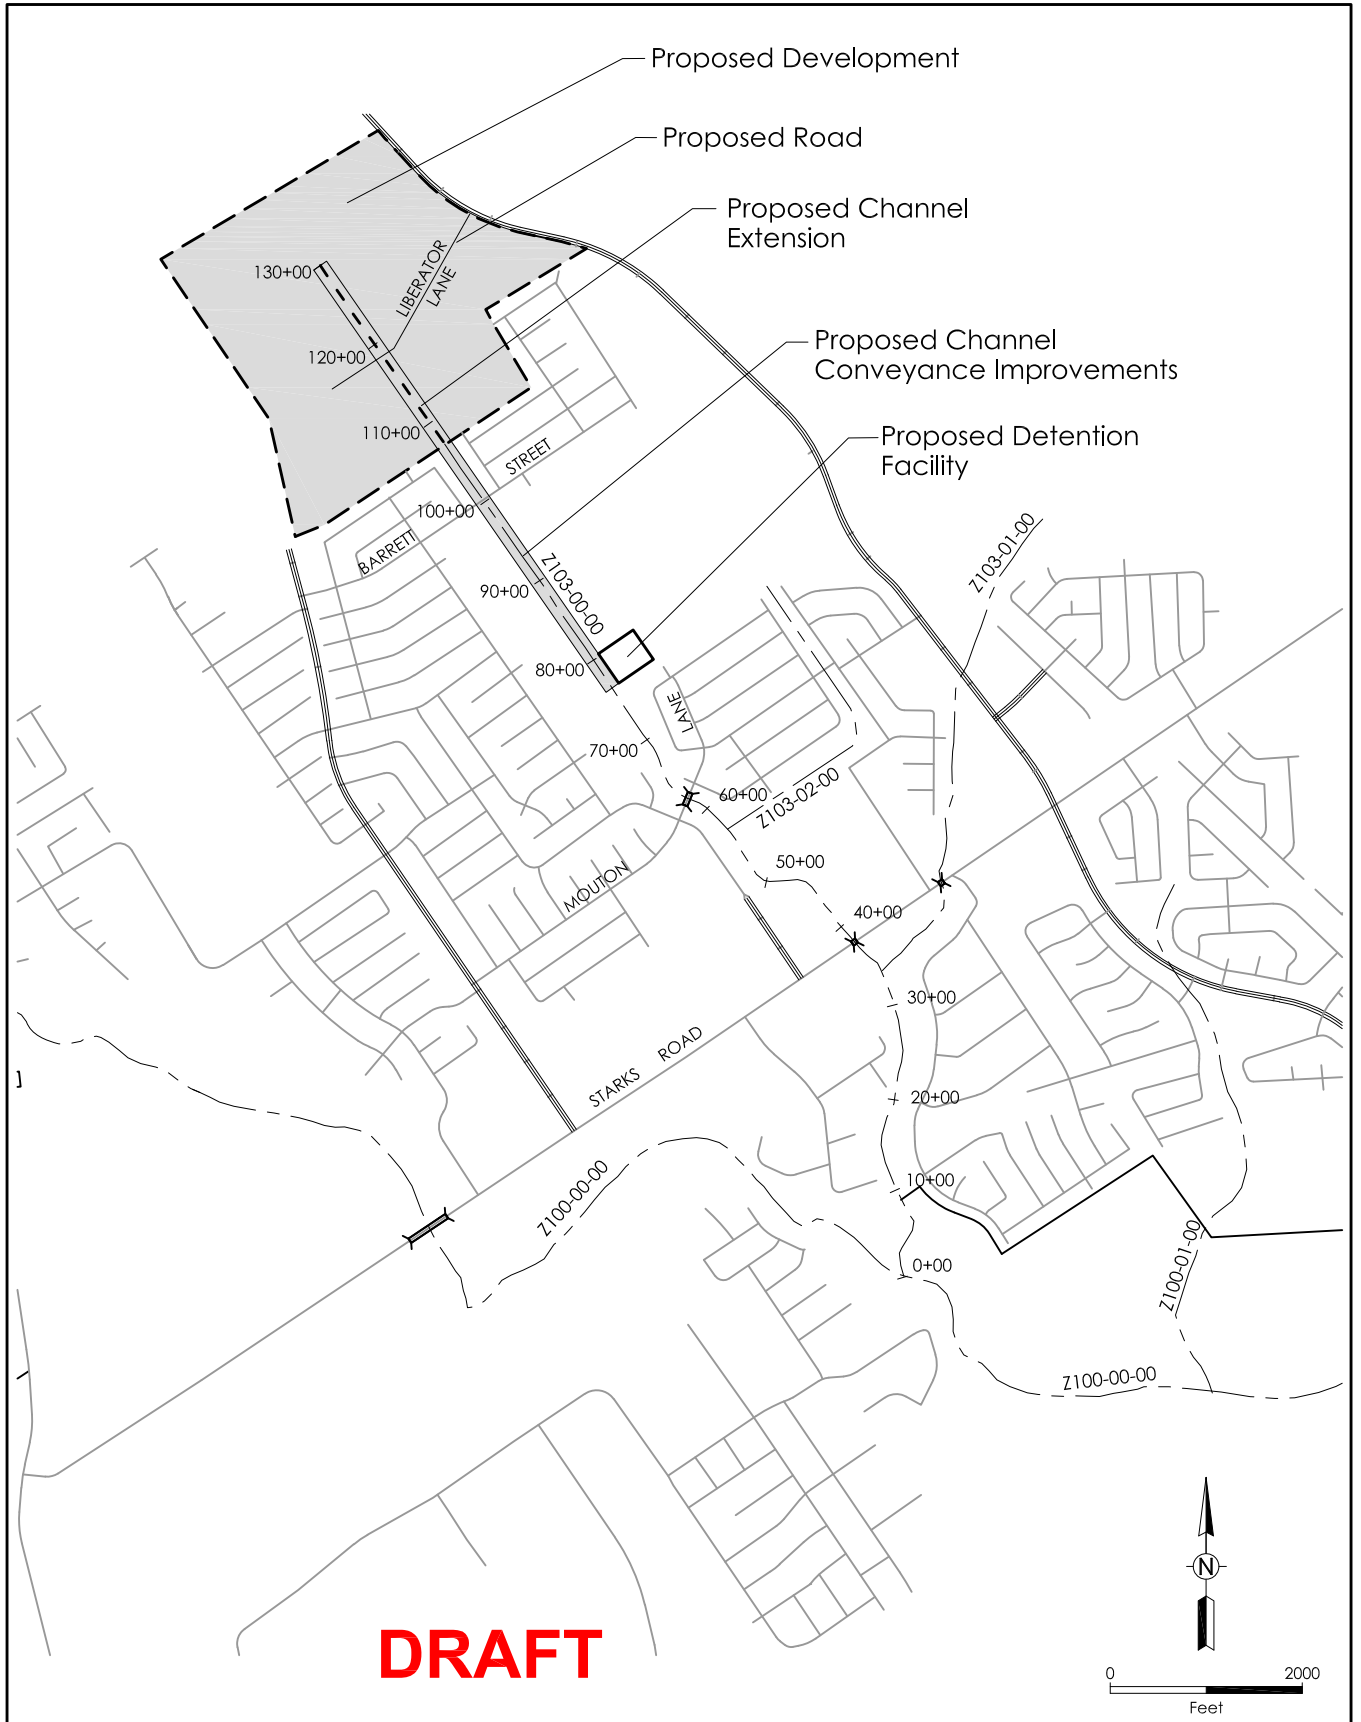 Proposed Development
Proposed Road
Proposed Channel
Extension
130+00
LIBERATOR
LANE
Proposed Channel
Conveyance Improvements
120+00
110+00
Proposed Detention
Facility
STREET
100+00
BARRETT
Z103-01-00
Z103-00-00
90+00
80+00
LANE
70+00
60+00
Z103-02-00
50+00
MOUTON
40+00
30+00
STARKS ROAD
20+00
10+00
Z100-00-00
0+00
Z100-01-00
Z100-00-00
N
DRAFT
0 2000
Feet